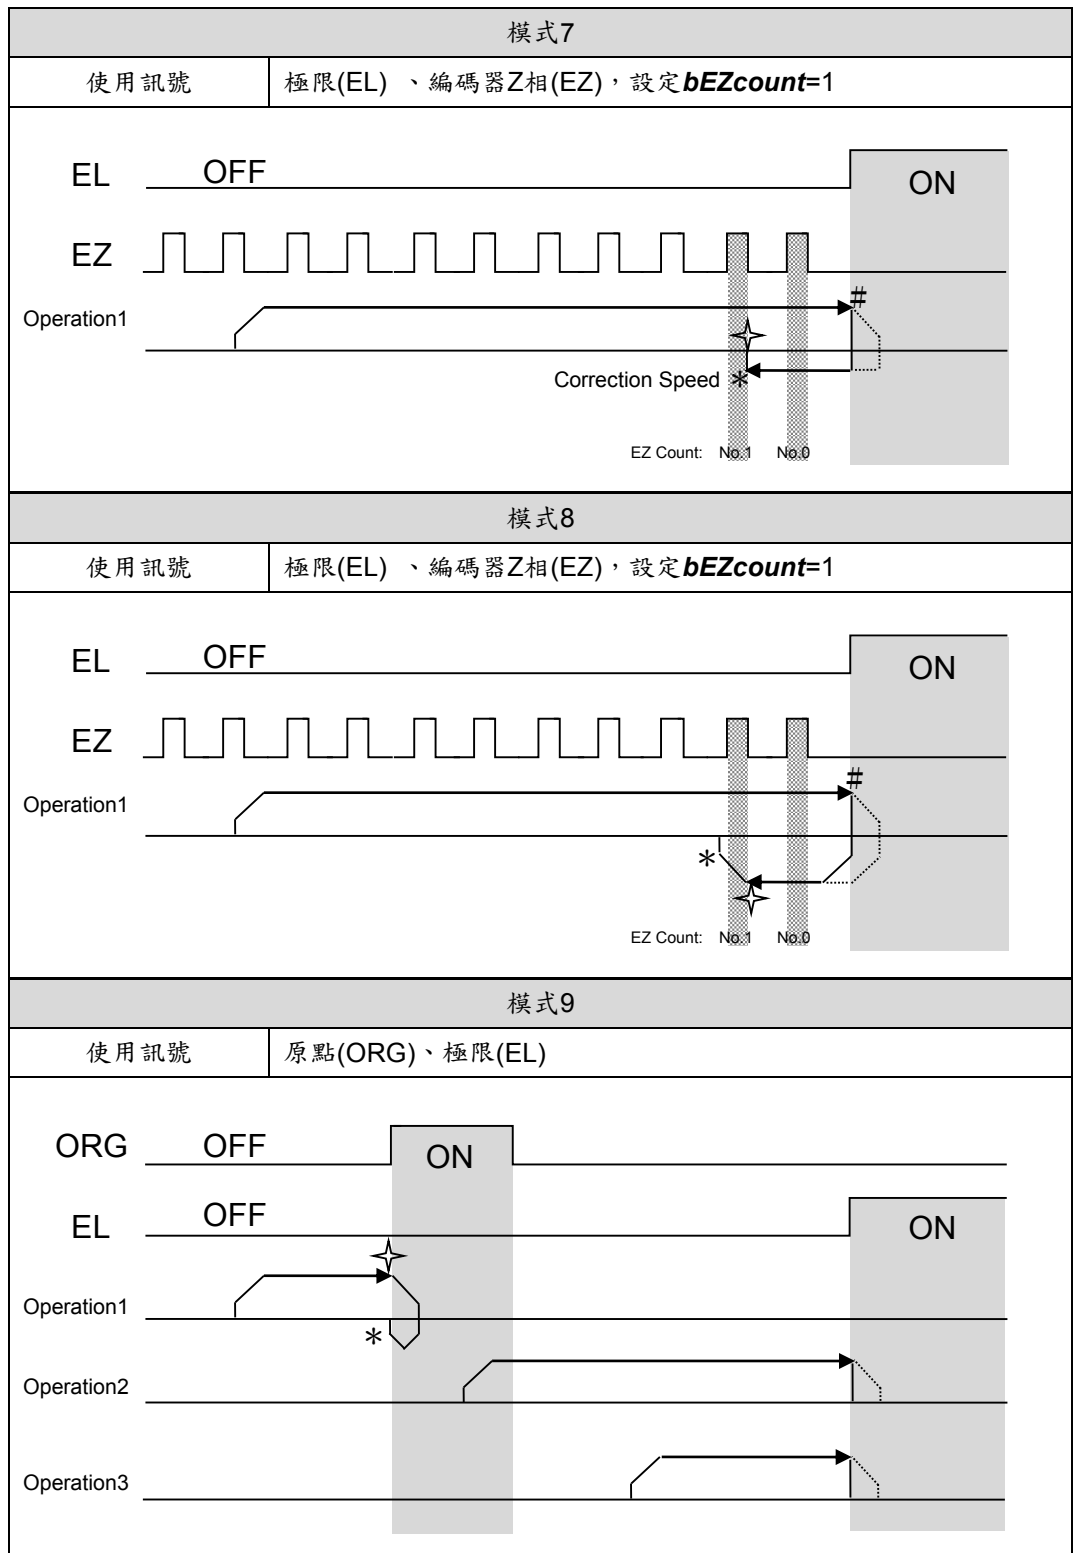 模式7
使用訊號 極限(EL) 、編碼器Z相(EZ)，設定bEZcount=1
EL OFF ON
EZ
#
Operation1
Correction Speed *
EZ Count: No.1 No.0
模式8
使用訊號 極限(EL) 、編碼器Z相(EZ)，設定bEZcount=1
EL OFF ON
EZ
#
Operation1
*
EZ Count: No.1 No.0
模式9
使用訊號 原點(ORG)、極限(EL)
ORG OFF ON
EL OFF ON
Operation1
*
Operation2
Operation3